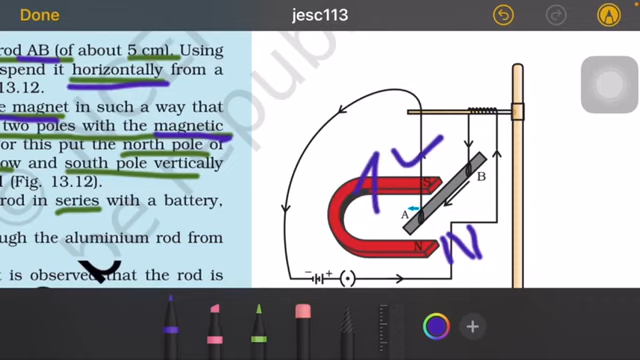 Done
jesc113
rod AB (of about 5 cm). Using
spend it horizontally from a
13.12.
e magnet in such a way that
two poles with the magnetic
or this put the north pole of
ow and south pole vertically
(Fig. 13.12).
rod in series with a battery,
ugh the aluminium rod from
t is observed that the rod is
S
B
A
N
N
− +